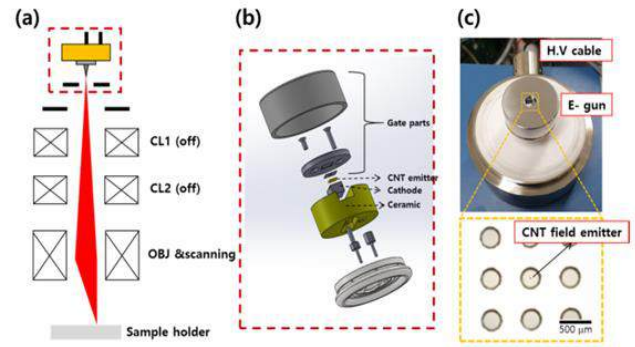 (a)
CL1 (off)
CL2 (off)
OBJ &scanning
Sample holder
(b)
Gate parts
CNT emitter
Cathode
Ceramic
(c)
H.V cable
E- gun
CNT field emitter
500 μm